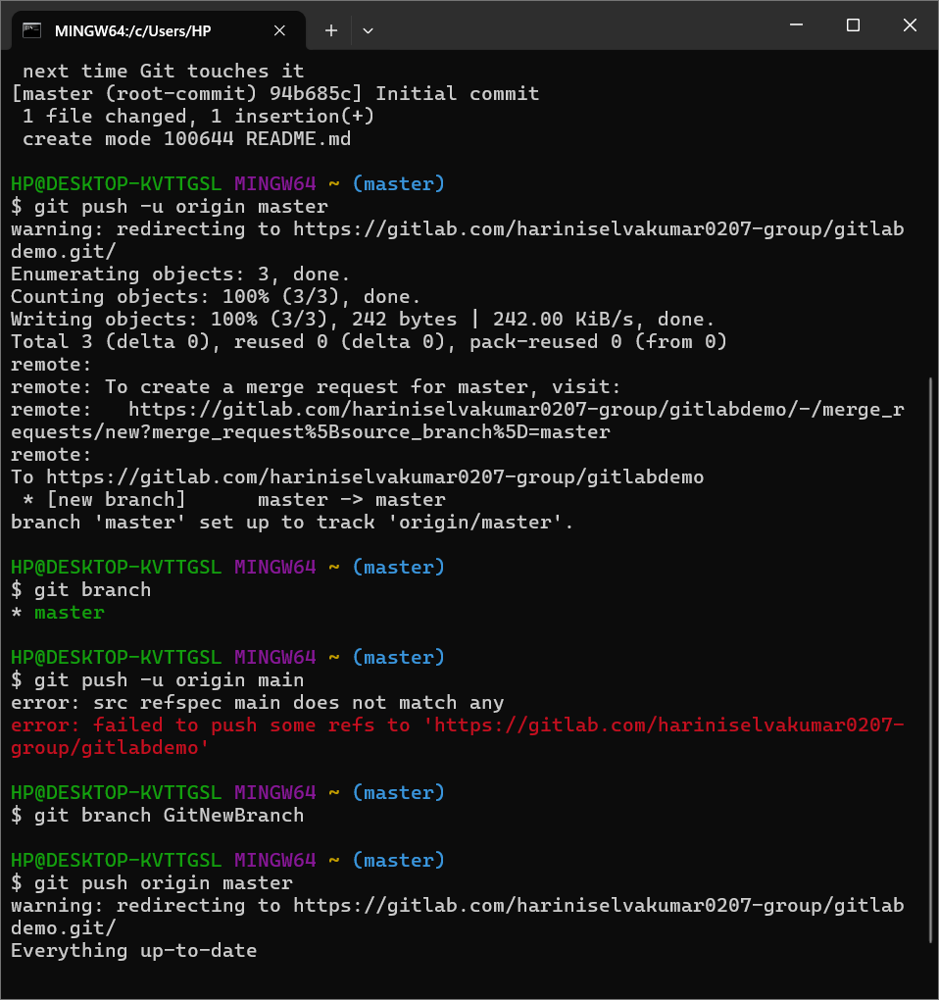 MINGW64:/c/Users/HP
next time Git touches it
[master (root-commit) 94b685c] Initial commit
1 file changed, 1 insertion(+)
create mode 100644 README.md
HP@DESKTOP-KVTTGSL MINGW64 ~ (master)
$ git push -u origin master
warning: redirecting to https://gitlab.com/hariniselvakumar0207-group/gitlab
demo.git/
Enumerating objects: 3, done.
Counting objects: 100% (3/3), done.
Writing objects: 100% (3/3), 242 bytes | 242.00 KiB/s, done.
Total 3 (delta 0), reused 0 (delta 0), pack-reused 0 (from 0)
remote:
remote: To create a merge request for master, visit:
remote:   https://gitlab.com/hariniselvakumar0207-group/gitlabdemo/-/merge_r
equests/new?merge_request%5Bsource_branch%5D=master
remote:
To https://gitlab.com/hariniselvakumar0207-group/gitlabdemo
* [new branch]      master -> master
branch 'master' set up to track 'origin/master'.
HP@DESKTOP-KVTTGSL MINGW64 ~ (master)
$ git branch
* master
HP@DESKTOP-KVTTGSL MINGW64 ~ (master)
$ git push -u origin main
error: src refspec main does not match any
error: failed to push some refs to 'https://gitlab.com/hariniselvakumar0207-
group/gitlabdemo'
HP@DESKTOP-KVTTGSL MINGW64 ~ (master)
$ git branch GitNewBranch
HP@DESKTOP-KVTTGSL MINGW64 ~ (master)
$ git push origin master
warning: redirecting to https://gitlab.com/hariniselvakumar0207-group/gitlab
demo.git/
Everything up-to-date